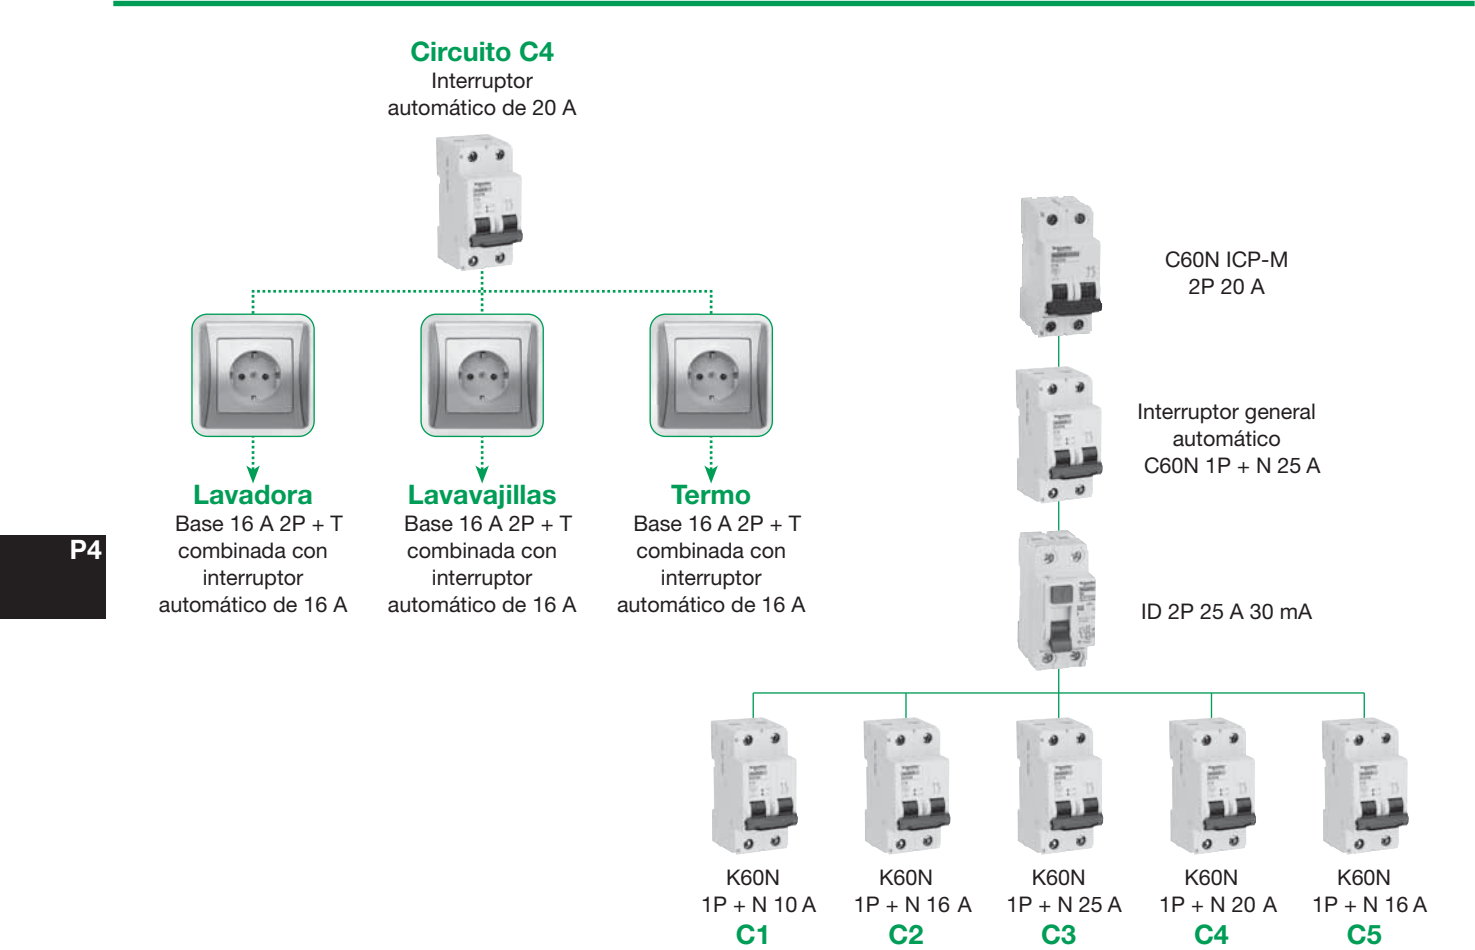 Circuito C4
Interruptor
automático de 20 A
C60N ICP-M
2P 20 A
Interruptor general
automático
C60N 1P + N 25 A
Lavadora
Base 16 A 2P + T
combinada con
interruptor
automático de 16 A
Lavavajillas
Base 16 A 2P + T
combinada con
interruptor
automático de 16 A
Termo
Base 16 A 2P + T
combinada con
interruptor
automático de 16 A
P4
ID 2P 25 A 30 mA
K60N
1P + N 10 A
C1
K60N
1P + N 16 A
C2
K60N
1P + N 25 A
C3
K60N
1P + N 20 A
C4
K60N
1P + N 16 A
C5